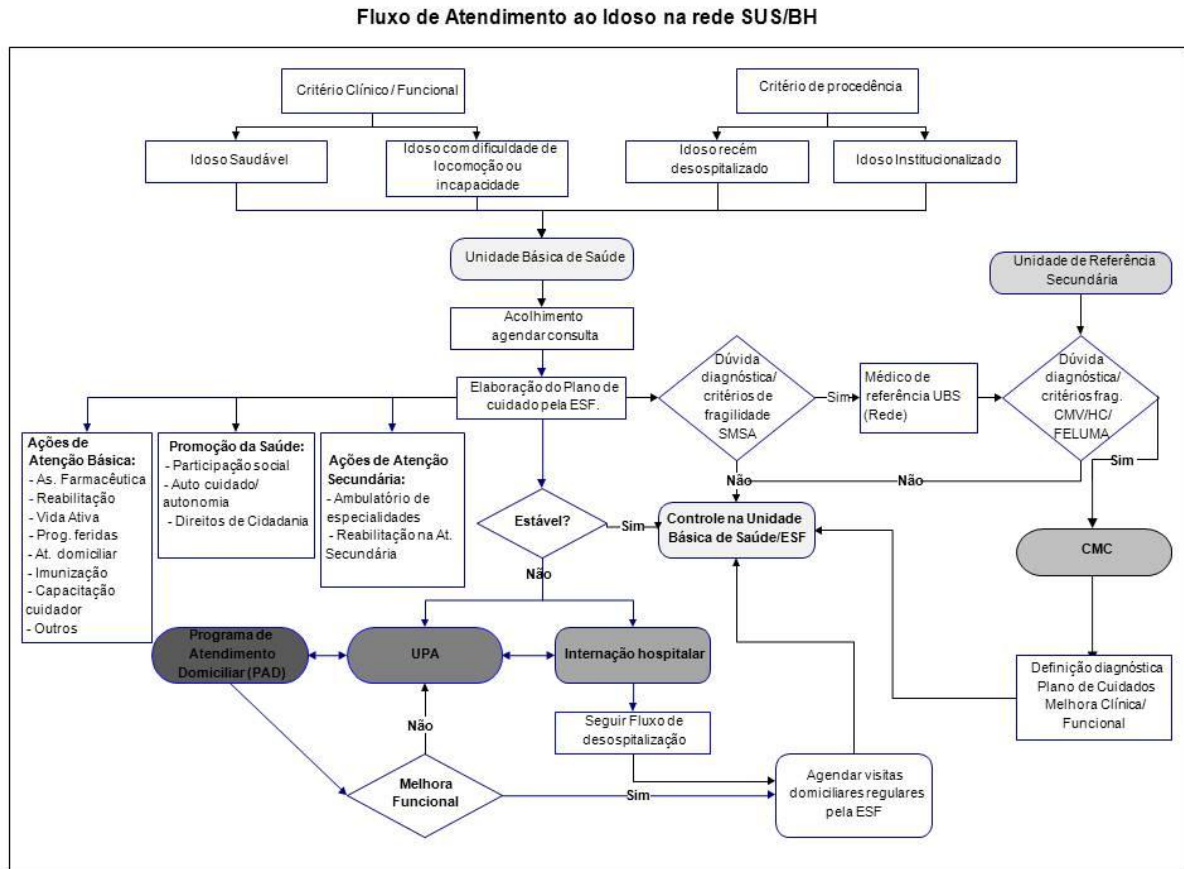 Fluxo de Atendimento ao Idoso na rede SUS/BH
Critério Clínico / Funcional
Critério de procedência
Idoso Saudável
Idoso com dificuldade de
locomoção ou
incapacidade
Idoso recém
desospitalizado
Idoso Institucionalizado
Unidade Básica de Saúde
Unidade de Referência
Secundária
Acolhimento
agendar consulta
Elaboração do Plano de
cuidado pela ESF.
Dúvida
diagnóstica/
critérios de
fragilidade
SMSA
Sim
Médico de
referência UBS
(Rede)
Dúvida
diagnóstica/
critérios frag.
CMV/HC/
FELUMA
Sim
Não
Não
Ações de
Atenção Básica:
- As. Farmacêutica
- Reabilitação
- Vida Ativa
- Prog. feridas
- At. domiciliar
- Imunização
- Capacitação
cuidador
- Outros
Promoção da Saúde:
- Participação social
- Auto cuidado/
autonomia
- Direitos de Cidadania
Ações de Atenção
Secundária:
- Ambulatório de
especialidades
- Reabilitação na At.
Secundária
Estável?
Sim
Controle na Unidade
Básica de Saúde/ESF
CMC
Não
Programa de
Atendimento
Domiciliar (PAD)
UPA
Internação hospitalar
Definição diagnóstica
Plano de Cuidados
Melhora Clínica/
Funcional
Não
Seguir Fluxo de
desospitalização
Melhora
Funcional
Sim
Agendar visitas
domiciliares regulares
pela ESF